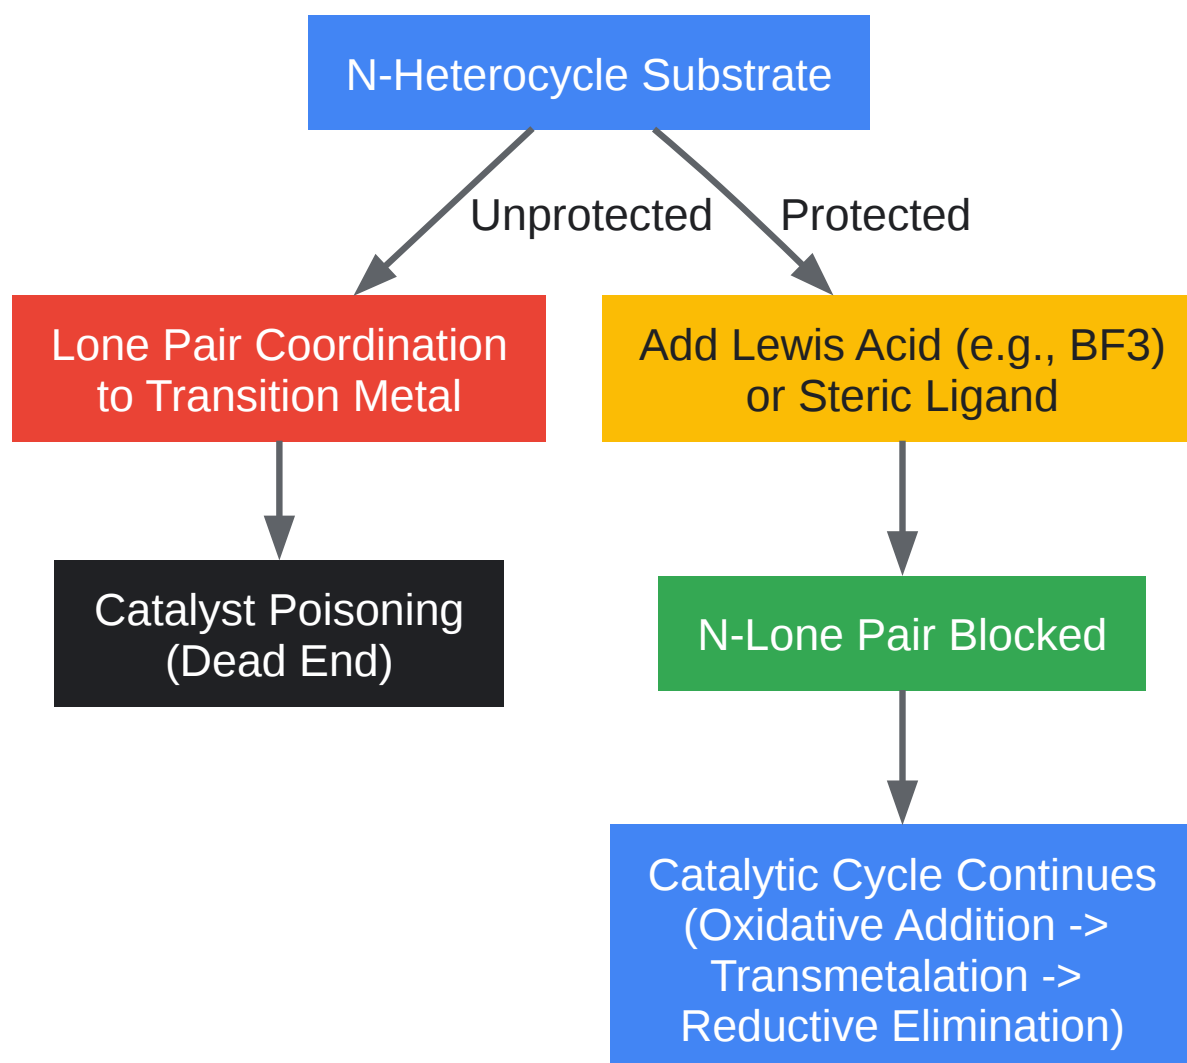 N-Heterocycle Substrate
Unprotected
Protected
Lone Pair Coordination
to Transition Metal
Add Lewis Acid (e.g., BF3)
or Steric Ligand
Catalyst Poisoning
(Dead End)
N-Lone Pair Blocked
Catalytic Cycle Continues
(Oxidative Addition ->
Transmetalation ->
Reductive Elimination)